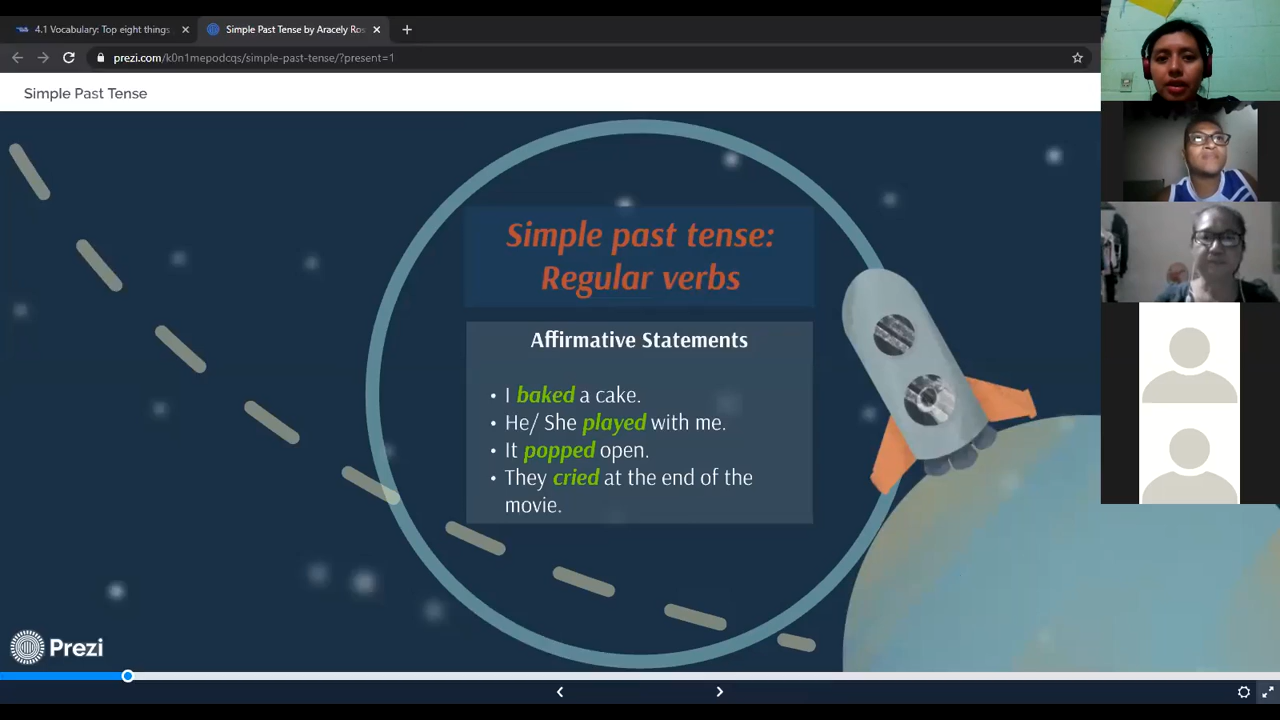 4.1 Vocabulary: Top eight things
Simple Past Tense by Aracely Ros
prezi.com/k0n1mepodcqs/simple-past-tense/?present=1
Simple Past Tense
Simple past tense:
Regular verbs
Affirmative Statements
• I baked a cake.
• He/ She played with me.
• It popped open.
• They cried at the end of the
movie.
Prezi